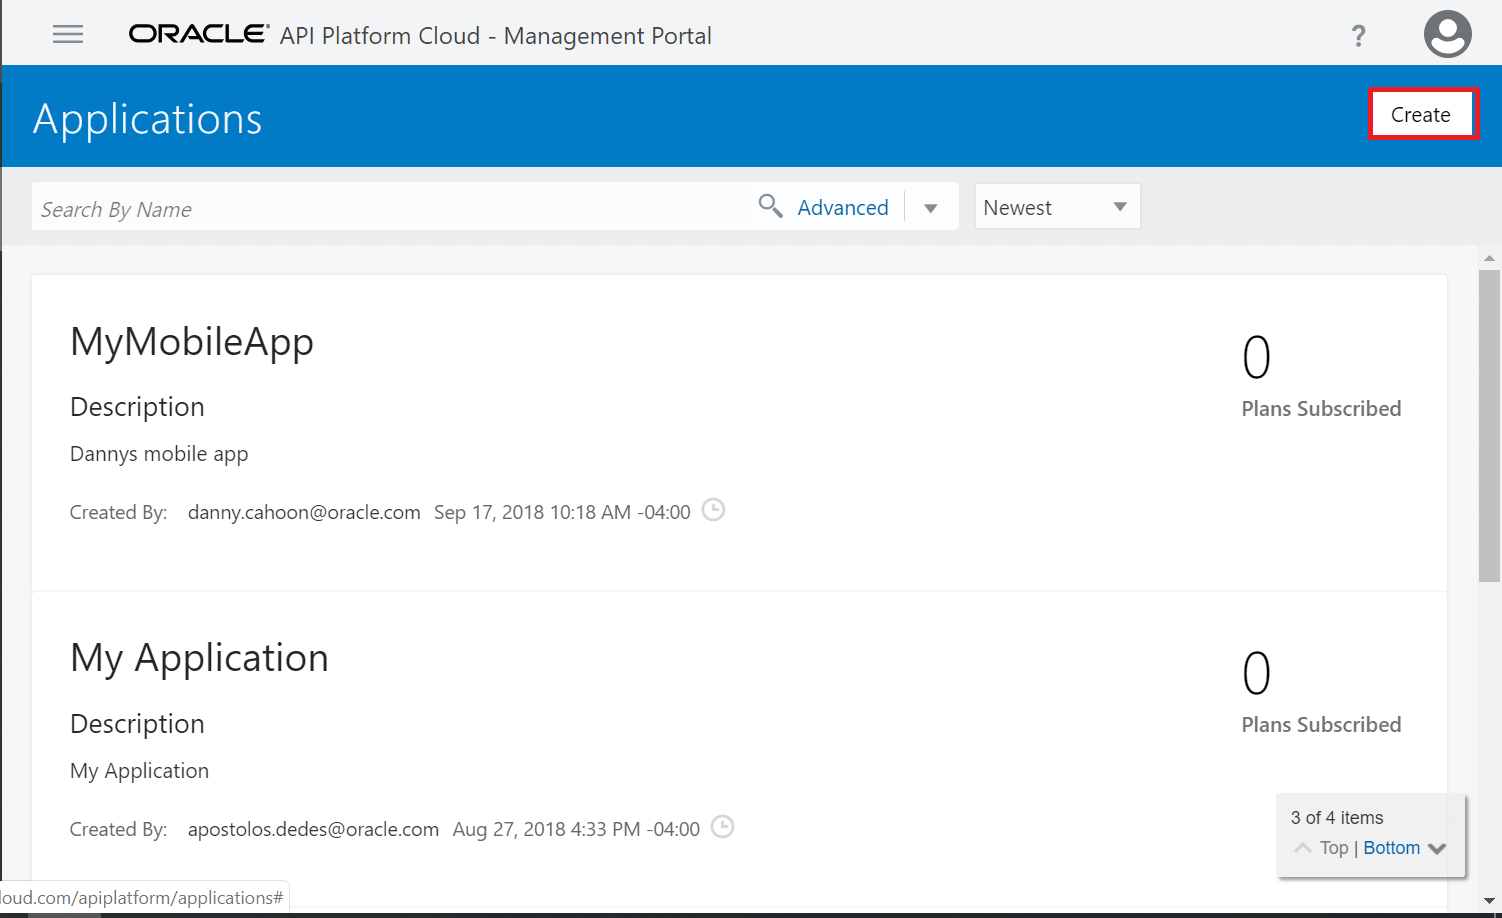 ORACLE® API Platform Cloud - Management Portal
?
Applications
Create
Search By Name
Advanced
Newest
MyMobileApp
0
Plans Subscribed
Description
Dannys mobile app
Created By: danny.cahoon@oracle.com Sep 17, 2018 10:18 AM -04:00
My Application
0
Plans Subscribed
Description
My Application
Created By: apostolos.dedes@oracle.com Aug 27, 2018 4:33 PM -04:00
3 of 4 items
Top | Bottom
loud.com/apiplatform/applications#